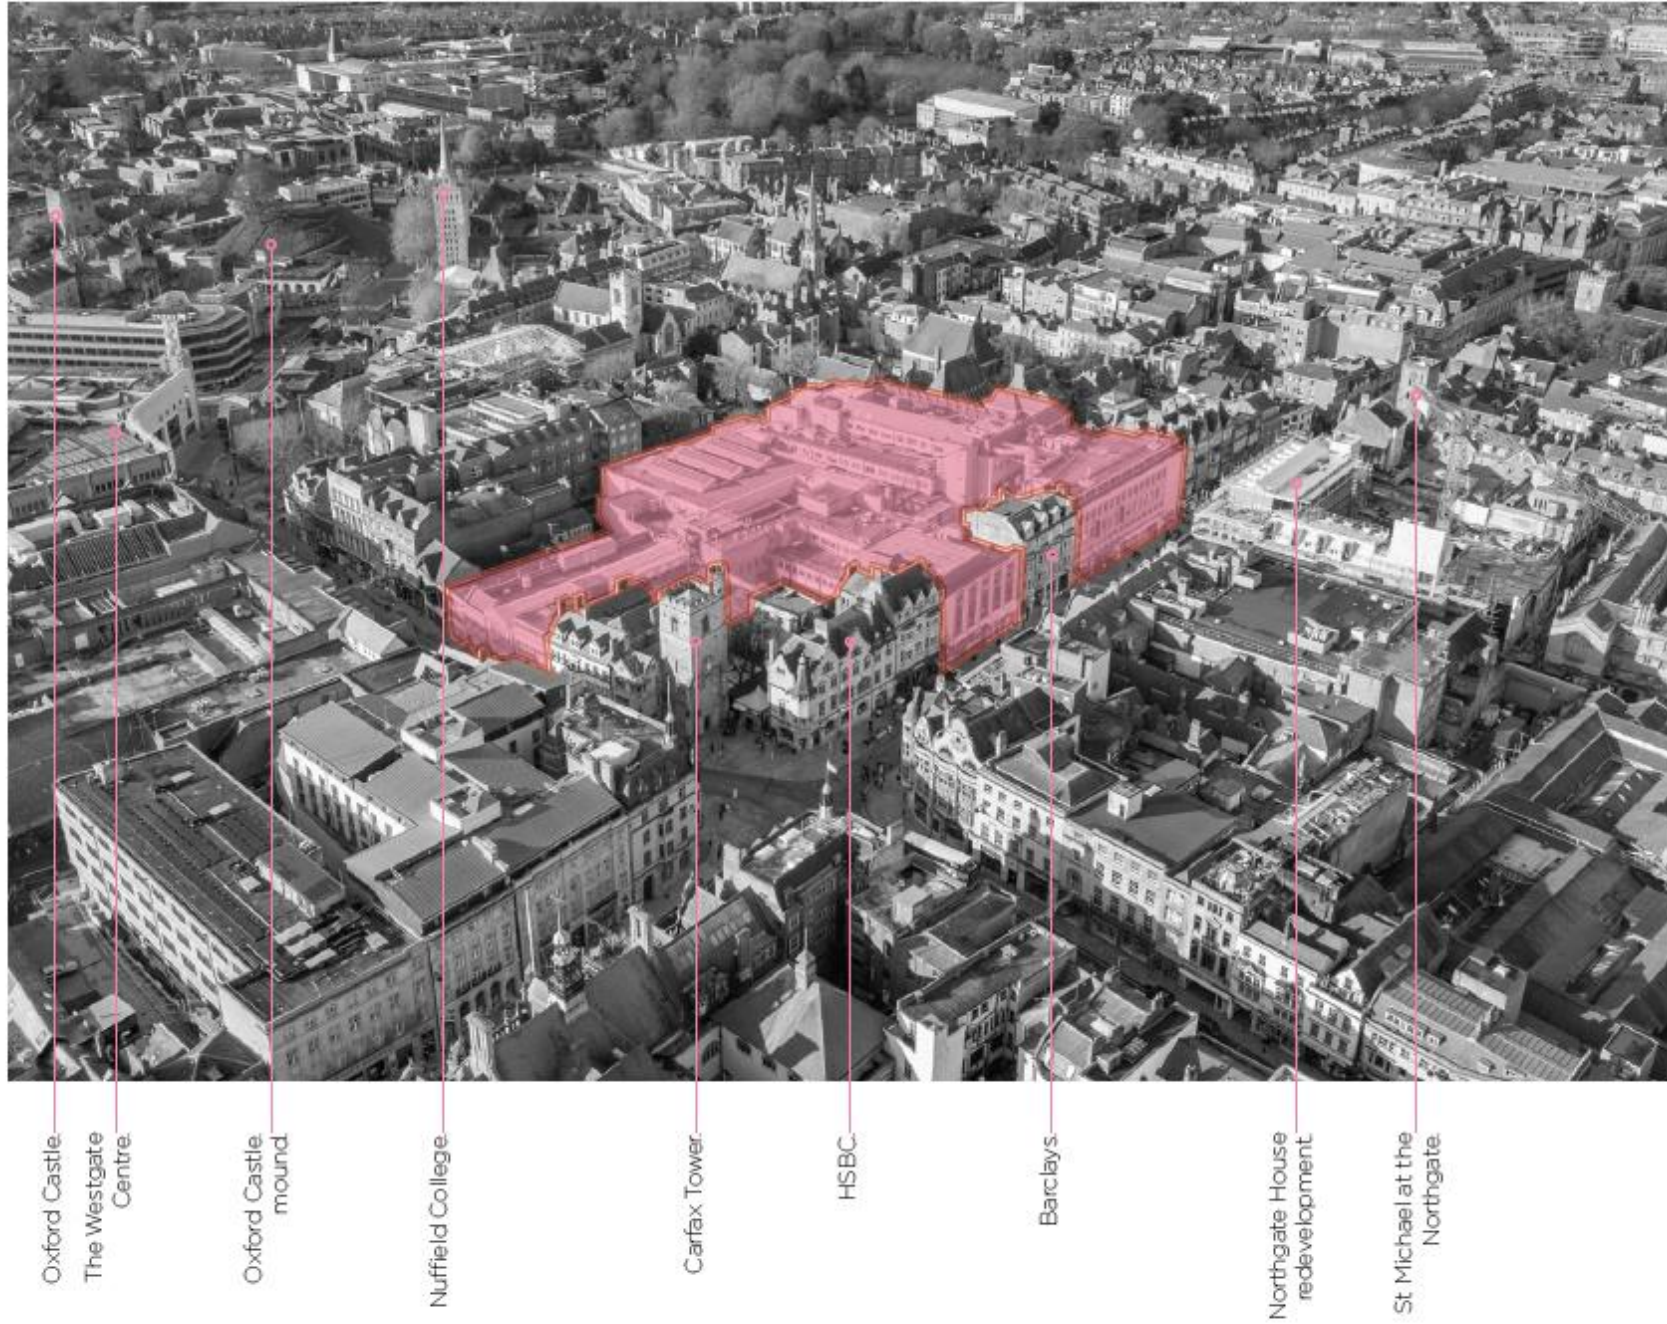 Oxford Castle.
The Westgate
Centre.
Oxford Castle
mound.
Nuffield College.
Carfax Tower.
HSBC.
Barclays.
Northgate House
redevelopment.
St Michael at the
Northgate.